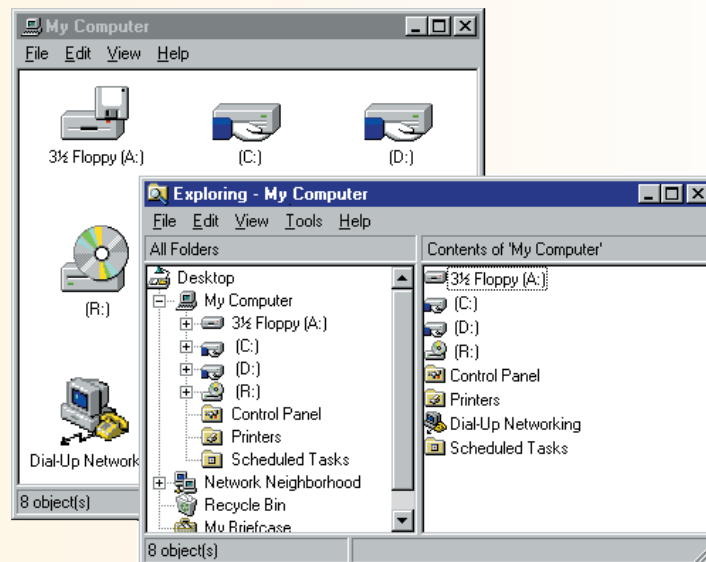 My Computer
File Edit View Help
3½ Floppy (A:)
(C:)
(D:)
(R:)
Dial-Up Network
8 object(s)
Exploring - My Computer
File Edit View Tools Help
All Folders
Desktop
My Computer
3½ Floppy (A:)
(C:)
(D:)
(R:)
Control Panel
Printers
Scheduled Tasks
Network Neighborhood
Recycle Bin
My Briefcase
Contents of 'My Computer'
3½ Floppy (A:)
(C:)
(D:)
(R:)
Control Panel
Printers
Dial-Up Networking
Scheduled Tasks
8 object(s)